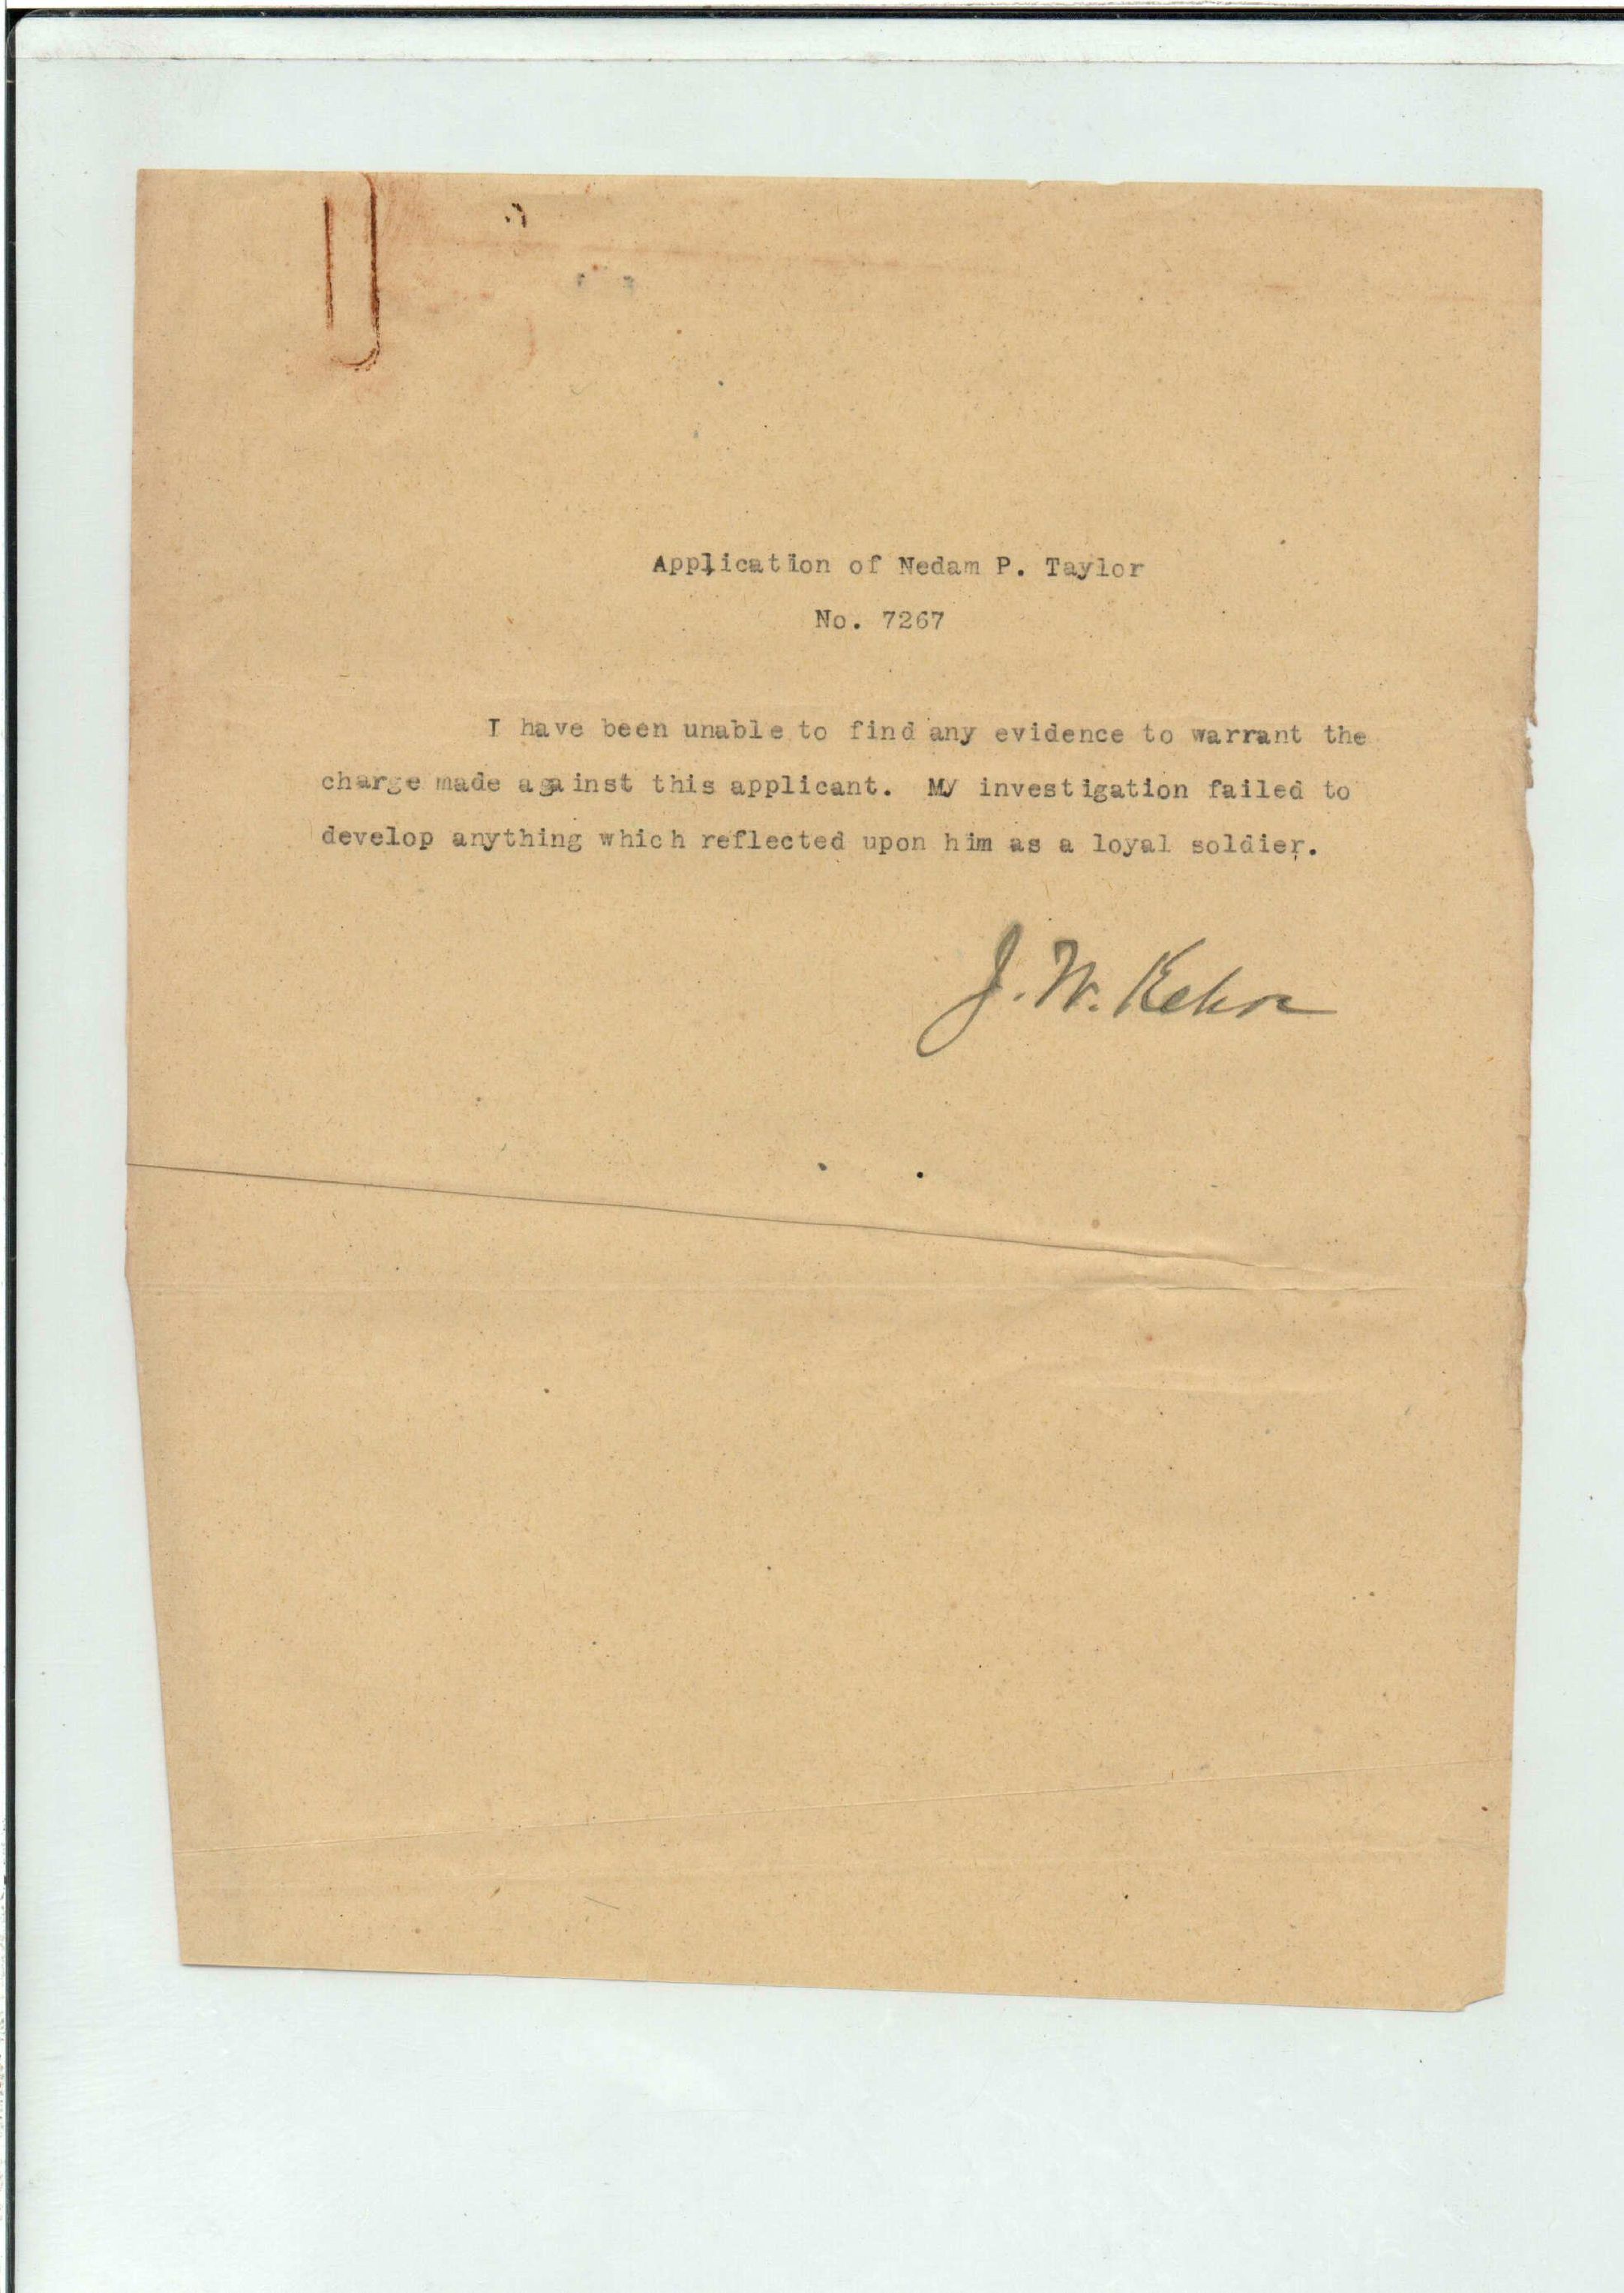 Application of Nedam P. Taylor
No. 7267
I have been unable to find any evidence to warrant the
charge made against this applicant. My investigation failed to
develop anything which reflected upon him as a loyal soldier.
J. W.